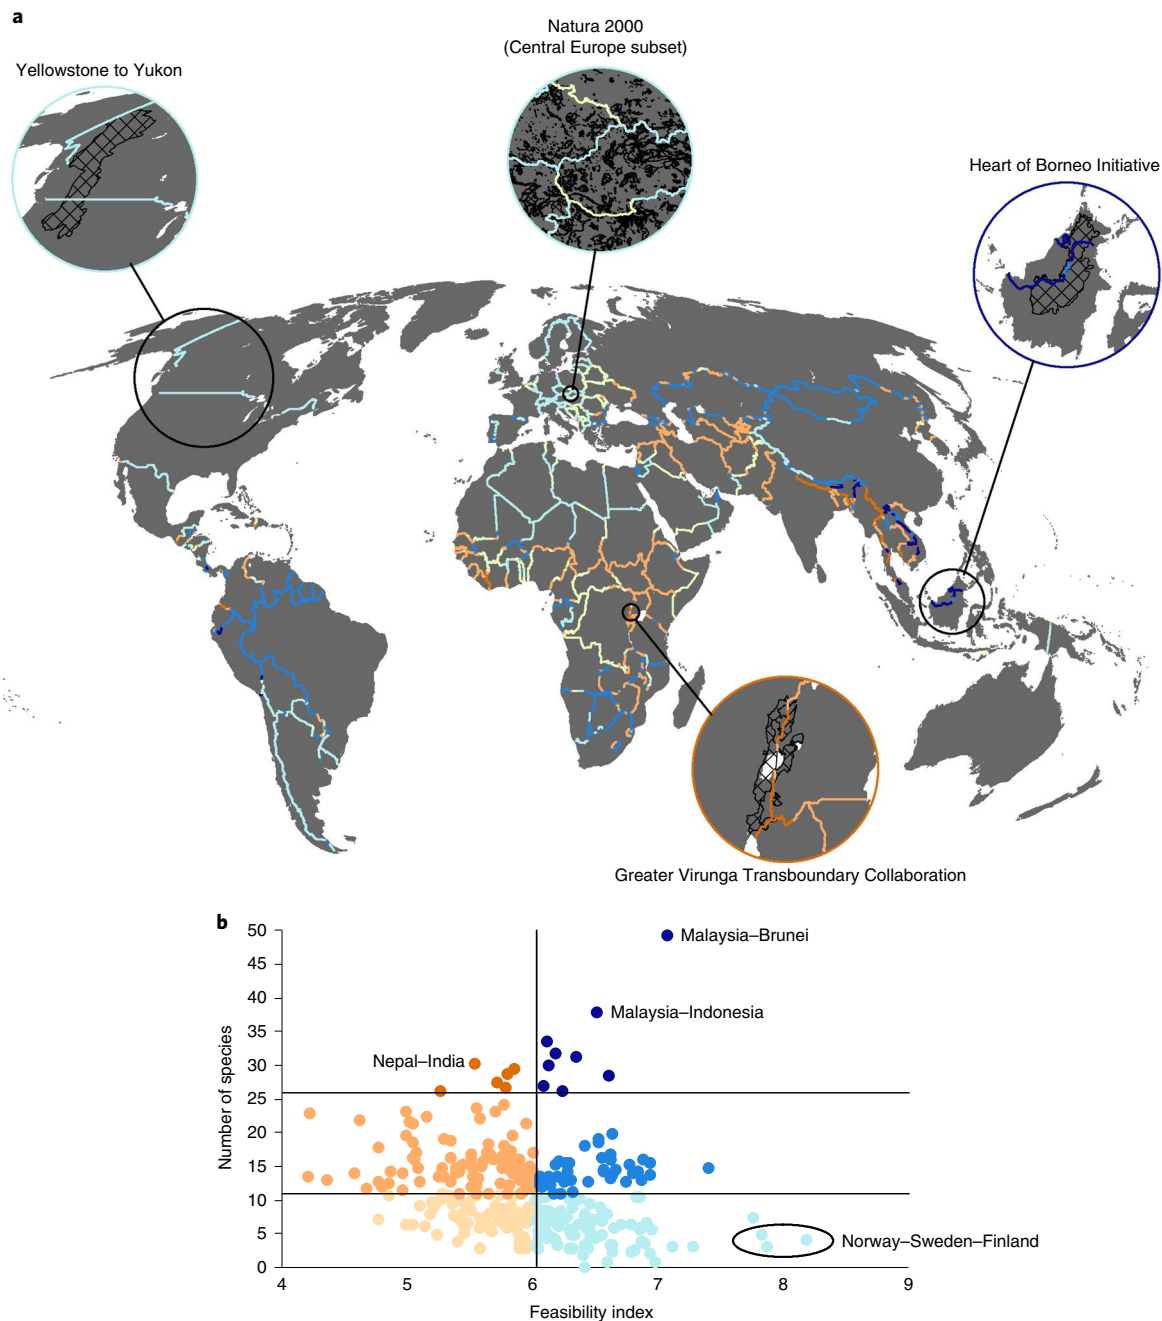 a
Natura 2000
(Central Europe subset)
Yellowstone to Yukon
Heart of Borneo Initiative
Greater Virunga Transboundary Collaboration
b
50
45
40
35
30
25
20
15
10
5
0
Number of species
Malaysia–Brunei
Malaysia–Indonesia
Nepal–India
Norway–Sweden–Finland
4
5
6
7
8
9
Feasibility index